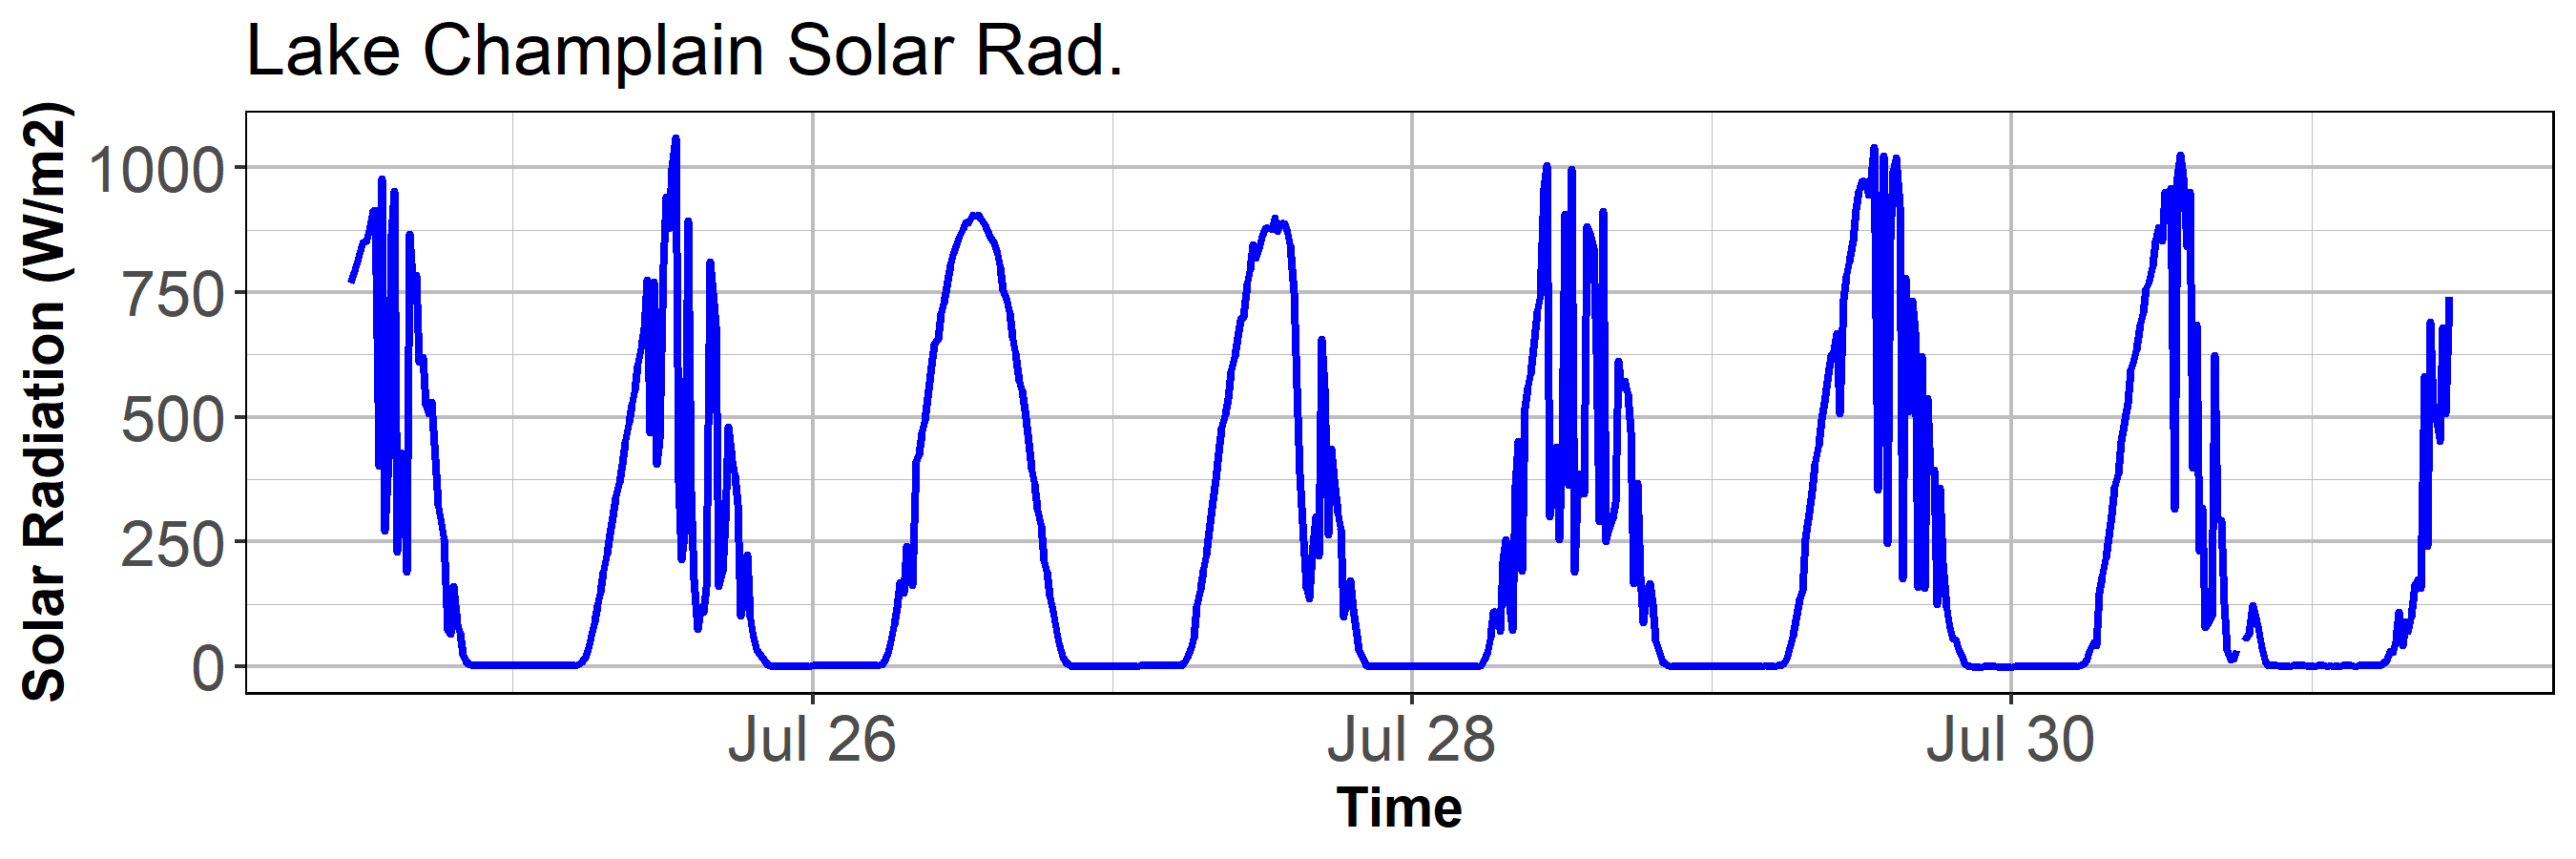 Lake Champlain Solar Rad.
Solar Radiation (W/m2)
1000
750
500
250
0
Jul 26 Jul 28 Jul 30
Time